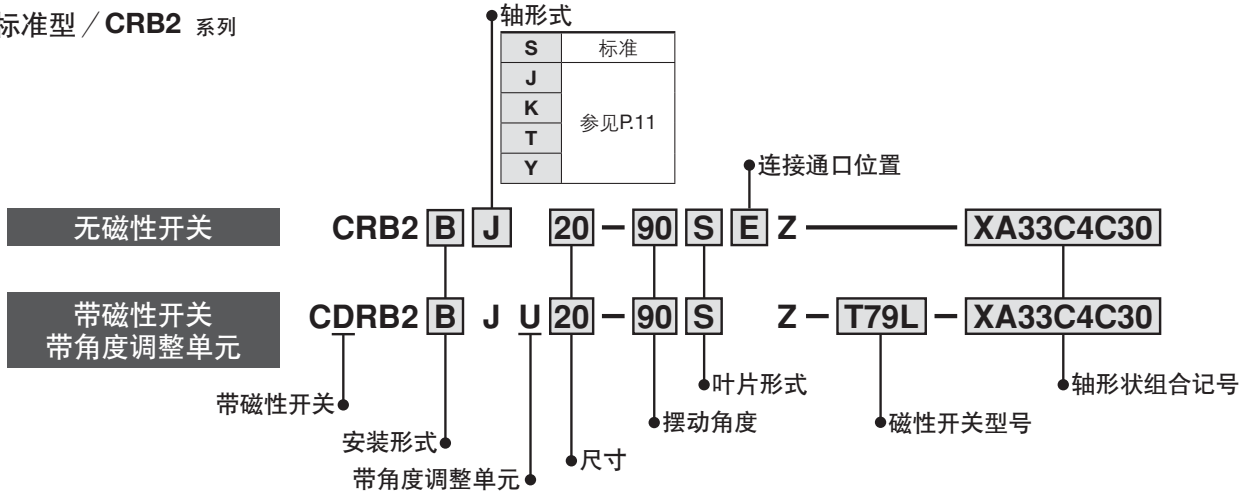 标准型／CRB2 系列
轴形式
S 标准
J
K
T
Y
参见P.11
连接通口位置
无磁性开关 CRB2 B J 20－90 S E Z XA33C4C30
带磁性开关
带角度调整单元
CDRB2 B J U 20－90 S Z－T79L－XA33C4C30
带磁性开关
安装形式
带角度调整单元
尺寸
摆动角度
叶片形式
磁性开关型号
轴形状组合记号